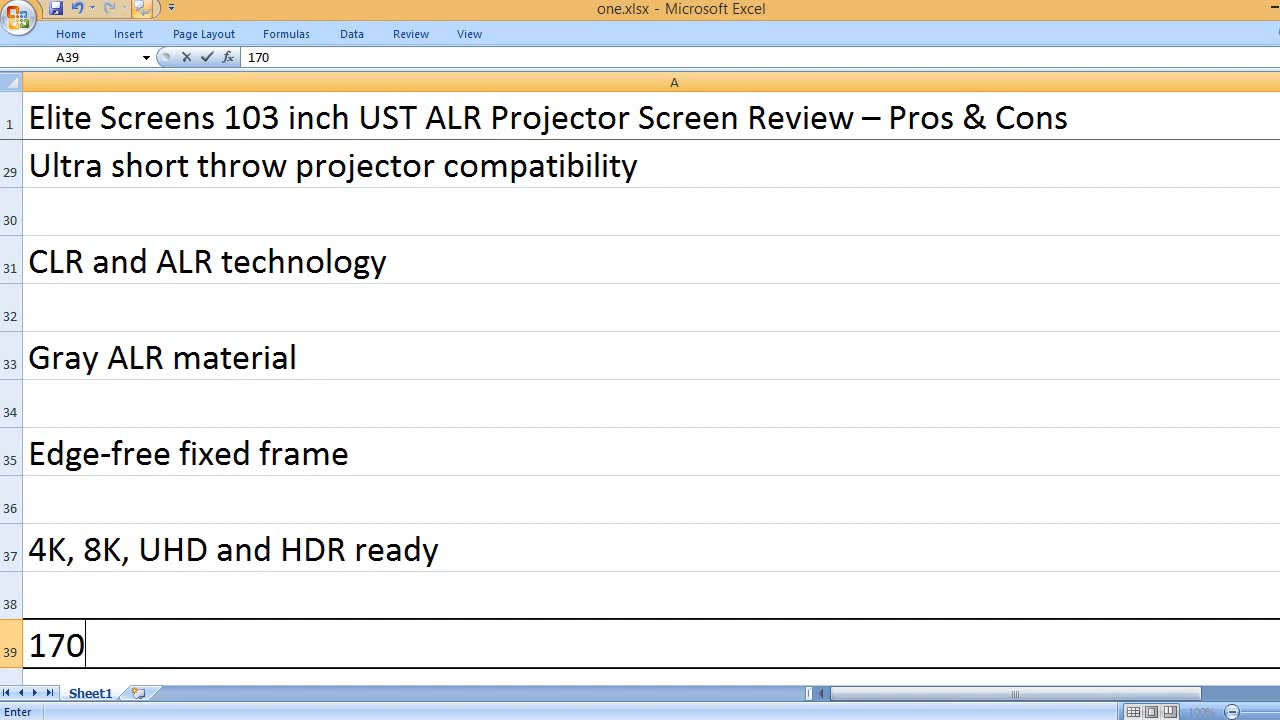 one.xlsx - Microsoft Excel
Home Insert Page Layout Formulas Data Review View
A39 fx 170
A
1 Elite Screens 103 inch UST ALR Projector Screen Review – Pros & Cons
29 Ultra short throw projector compatibility
30
31 CLR and ALR technology
32
33 Gray ALR material
34
35 Edge-free fixed frame
36
37 4K, 8K, UHD and HDR ready
38
39 170
Sheet1
Enter 100%